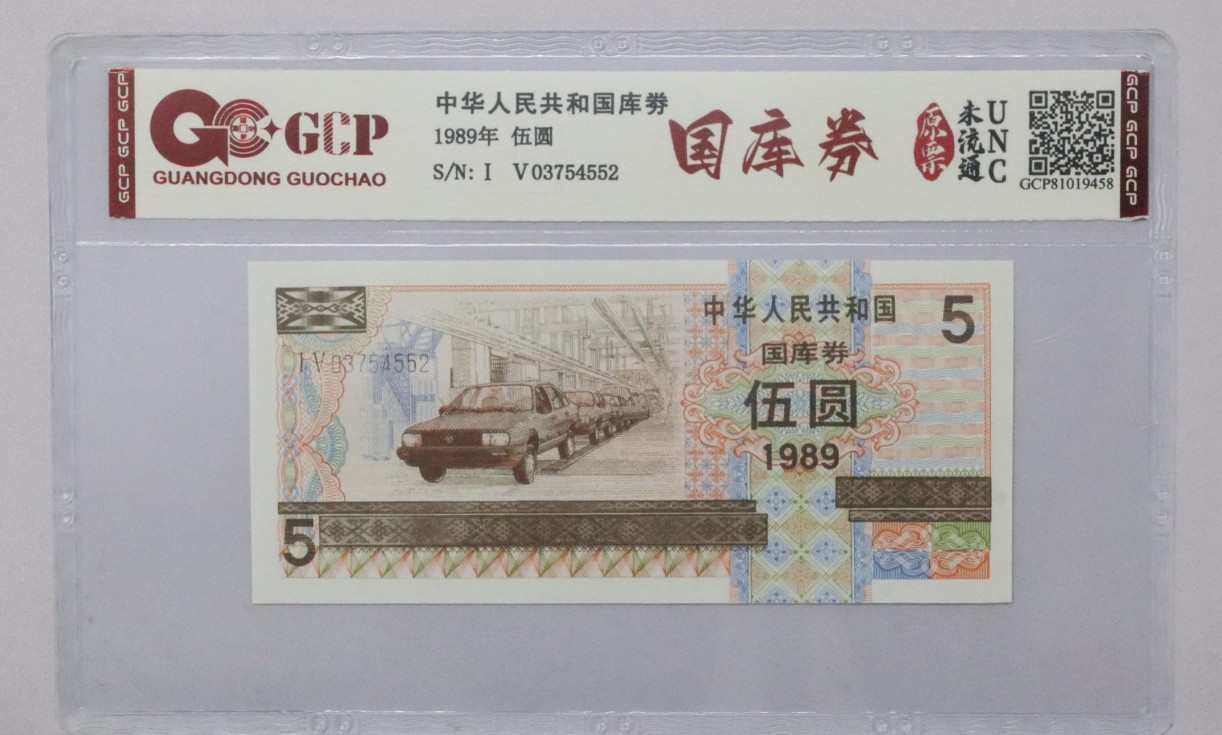 GCP GCP GCP
GCP
GUANGDONG GUOCHAO
中华人民共和国库券
1989年 伍圆
S/N: I V03754552
国库券
原票
未流通
UNC
GCP81019458
GCP GCP GCP
中华人民共和国
5
国库券
伍圆
1989
I V 03754552
5